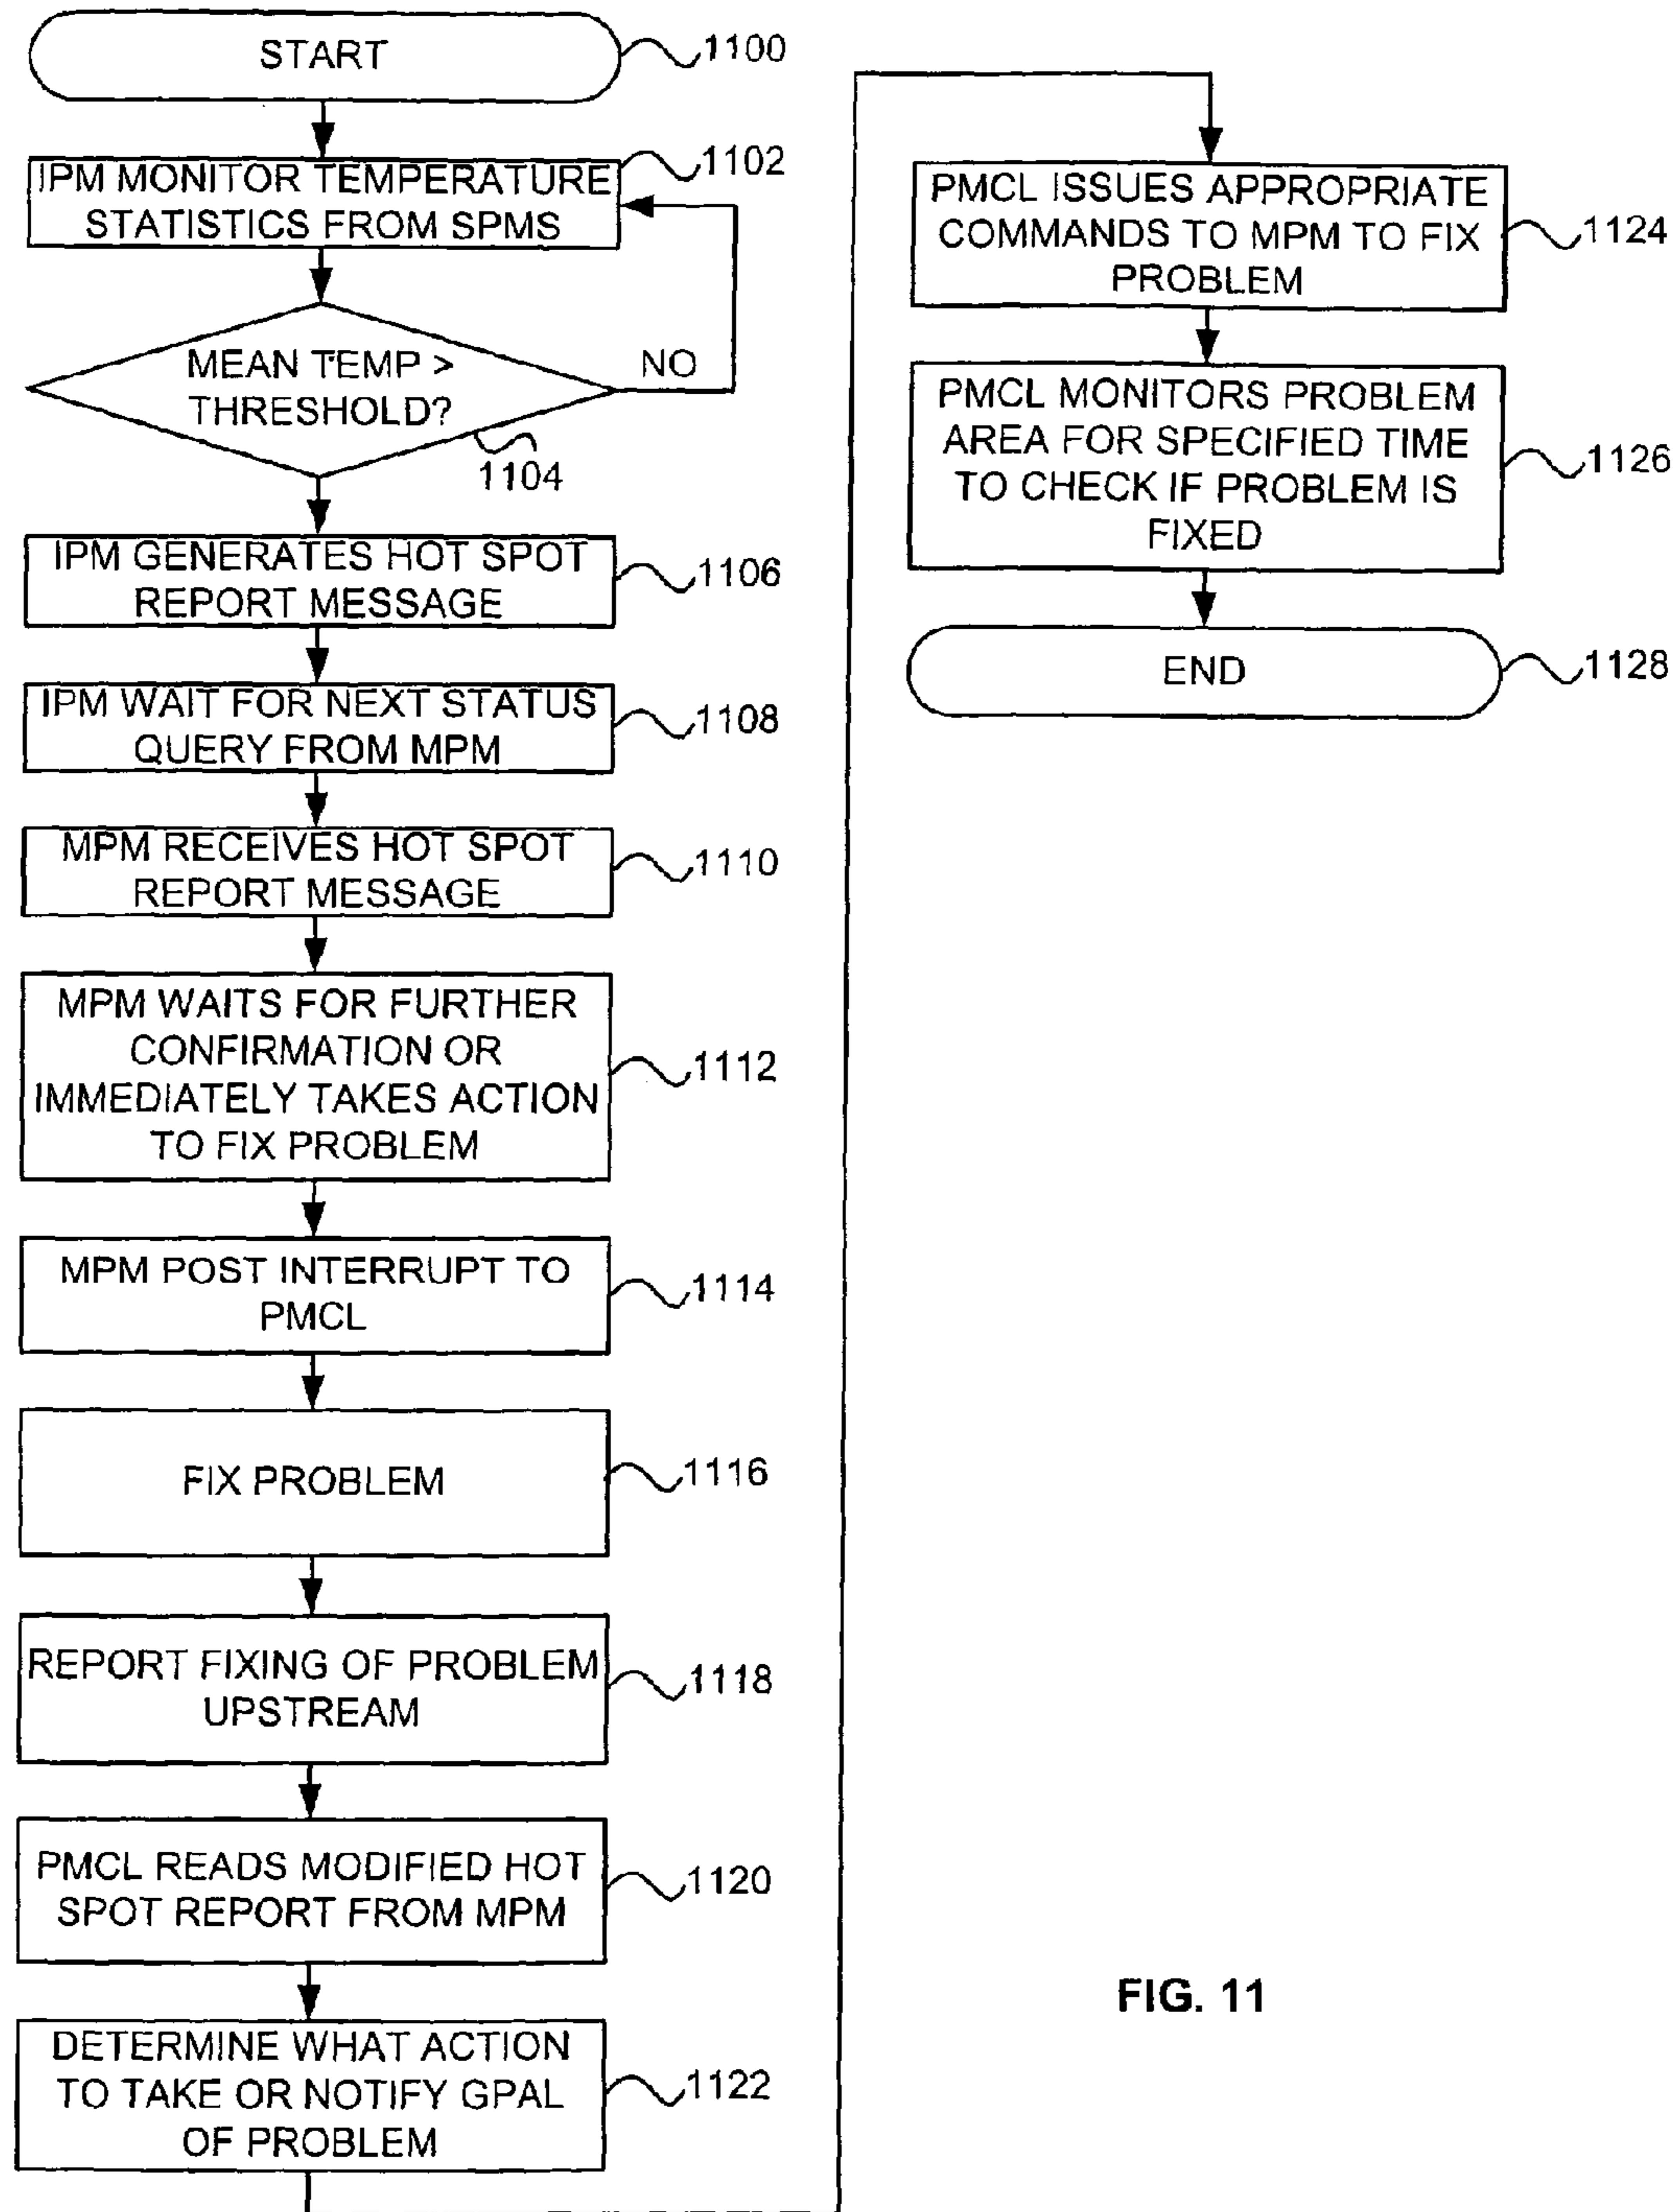 START
1100
IPM MONITOR TEMPERATURE
STATISTICS FROM SPMS
1102
MEAN TEMP >
THRESHOLD?
NO
1104
IPM GENERATES HOT SPOT
REPORT MESSAGE
1106
IPM WAIT FOR NEXT STATUS
QUERY FROM MPM
1108
MPM RECEIVES HOT SPOT
REPORT MESSAGE
1110
MPM WAITS FOR FURTHER
CONFIRMATION OR
IMMEDIATELY TAKES ACTION
TO FIX PROBLEM
1112
MPM POST INTERRUPT TO
PMCL
1114
FIX PROBLEM
1116
REPORT FIXING OF PROBLEM
UPSTREAM
1118
PMCL READS MODIFIED HOT
SPOT REPORT FROM MPM
1120
DETERMINE WHAT ACTION
TO TAKE OR NOTIFY GPAL
OF PROBLEM
1122
PMCL ISSUES APPROPRIATE
COMMANDS TO MPM TO FIX
PROBLEM
1124
PMCL MONITORS PROBLEM
AREA FOR SPECIFIED TIME
TO CHECK IF PROBLEM IS
FIXED
1126
END
1128
FIG. 11